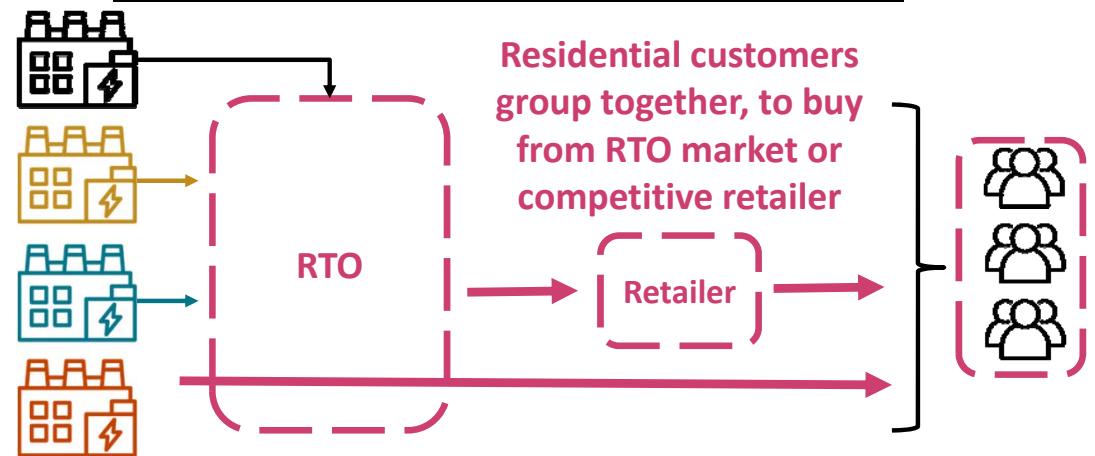 Residential customers
group together, to buy
from RTO market or
competitive retailer
RTO
Retailer